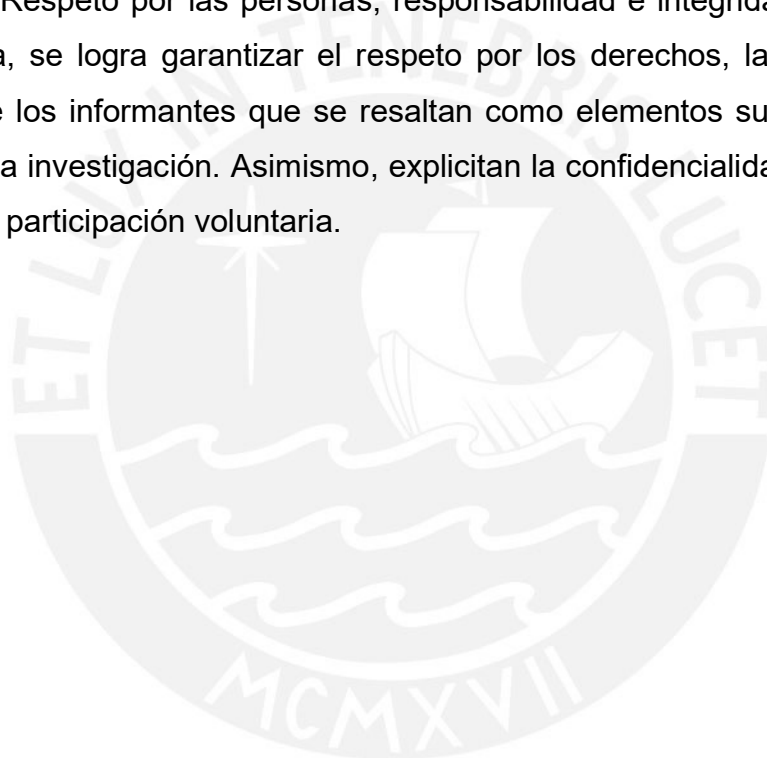 Respeto por las personas, responsabilidad e integrida
a, se logra garantizar el respeto por los derechos, la
e los informantes que se resaltan como elementos su
a investigación. Asimismo, explicitan la confidencialida
participación voluntaria.
ET LUX IN TENEBRIS LUCET
MCMXVII